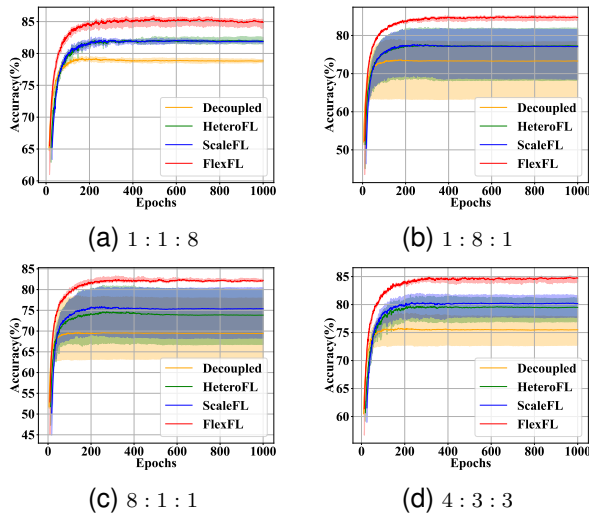 Accuracy(%)
85
80
75
70
65
60
0 200 400 600 800 1000
Epochs
Decoupled
HeteroFL
ScaleFL
FlexFL
(a) 1 : 1 : 8
Accuracy(%)
80
70
60
50
0 200 400 600 800 1000
Epochs
Decoupled
HeteroFL
ScaleFL
FlexFL
(b) 1 : 8 : 1
Accuracy(%)
85
80
75
70
65
60
55
50
45
0 200 400 600 800 1000
Epochs
Decoupled
HeteroFL
ScaleFL
FlexFL
(c) 8 : 1 : 1
Accuracy(%)
85
80
75
70
65
60
0 200 400 600 800 1000
Epochs
Decoupled
HeteroFL
ScaleFL
FlexFL
(d) 4 : 3 : 3